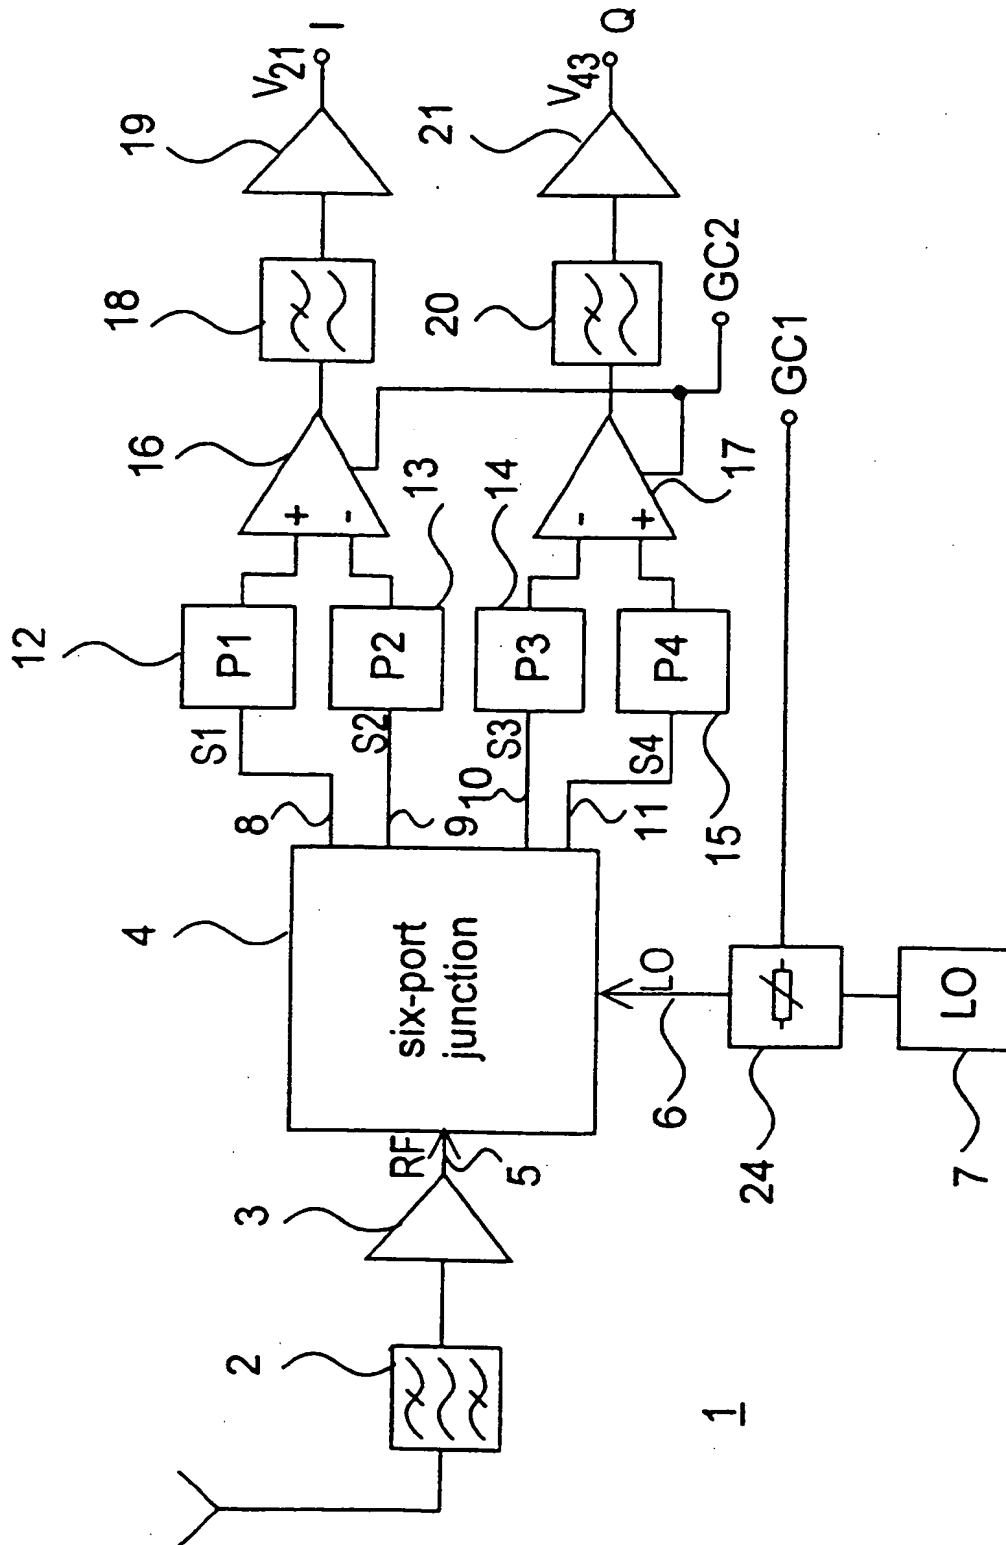 1
2
3
RF
5
4
six-port
junction
LO
6
24
7
LO
8
9
10
11
S1
S2
S3
S4
12
P1
P2
13
P3
14
P4
15
16
+
-
-
+
17
18
20
GC2
GC1
19
21
V21
I
V43
Q